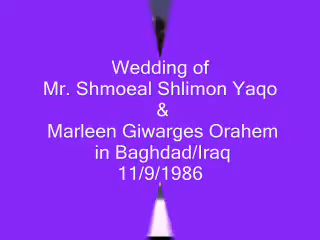 Wedding of
Mr. Shmoeal Shlimon Yaqo
&
Marleen Giwarges Orahem
in Baghdad/Iraq
11/9/1986